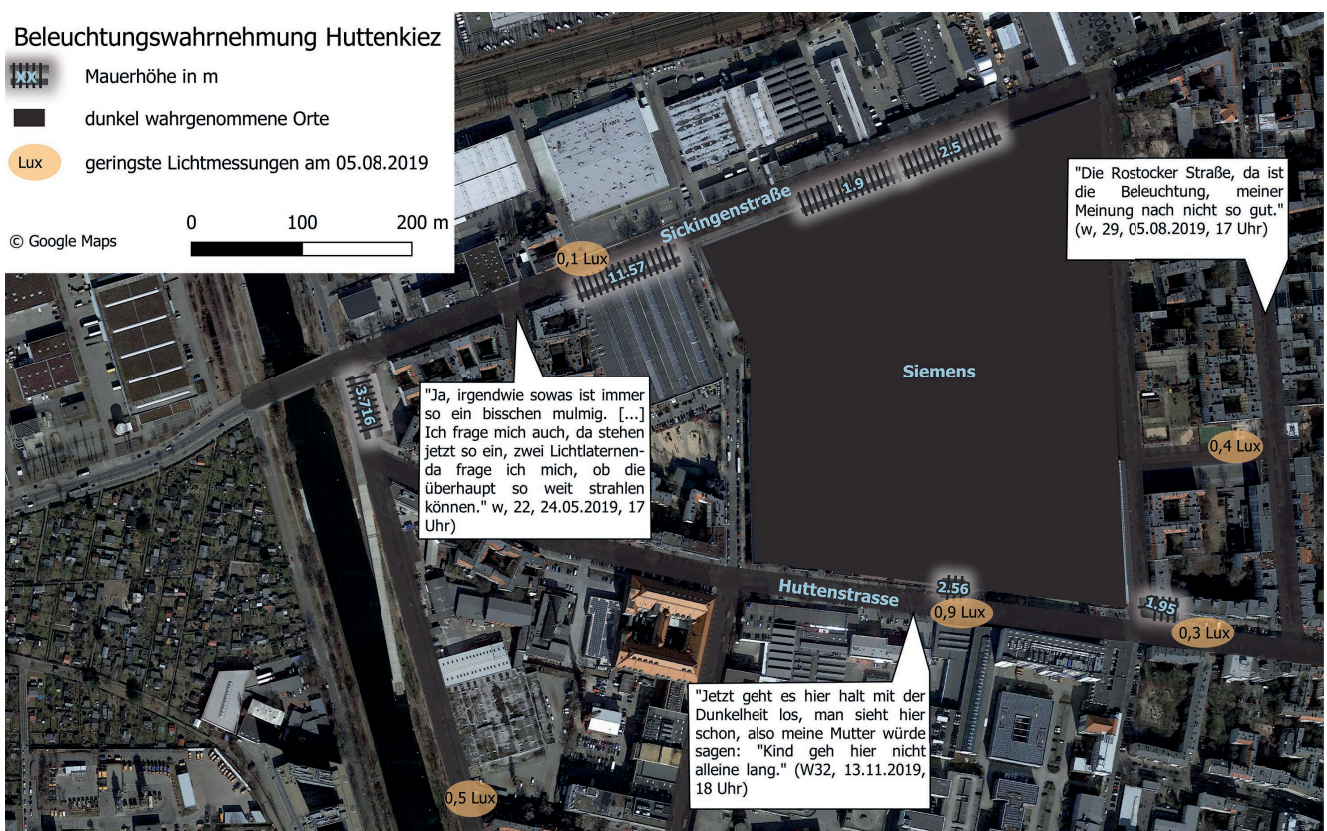 Beleuchtungswahrnehmung Huttenkiez
xx
Mauerhöhe in m
dunkel wahrgenommene Orte
Lux
geringste Lichtmessungen am 05.08.2019
0
100
200 m
© Google Maps
2.5
1.9
Sickingenstraße
0,1 Lux
11.57
"Die Rostocker Straße, da ist
die Beleuchtung, meiner
Meinung nach nicht so gut."
(w, 29, 05.08.2019, 17 Uhr)
Siemens
3.716
"Ja, irgendwie sowas ist immer
so ein bisschen mulmig. [...]
Ich frage mich auch, da stehen
jetzt so ein, zwei Lichtlaternen-
da frage ich mich, ob die
überhaupt so weit strahlen
können." w, 22, 24.05.2019, 17
Uhr)
0,4 Lux
Huttenstrasse
2.56
0,9 Lux
1.95
0,3 Lux
"Jetzt geht es hier halt mit der
Dunkelheit los, man sieht hier
schon, also meine Mutter würde
sagen: "Kind geh hier nicht
alleine lang." (W32, 13.11.2019,
18 Uhr)
0,5 Lux